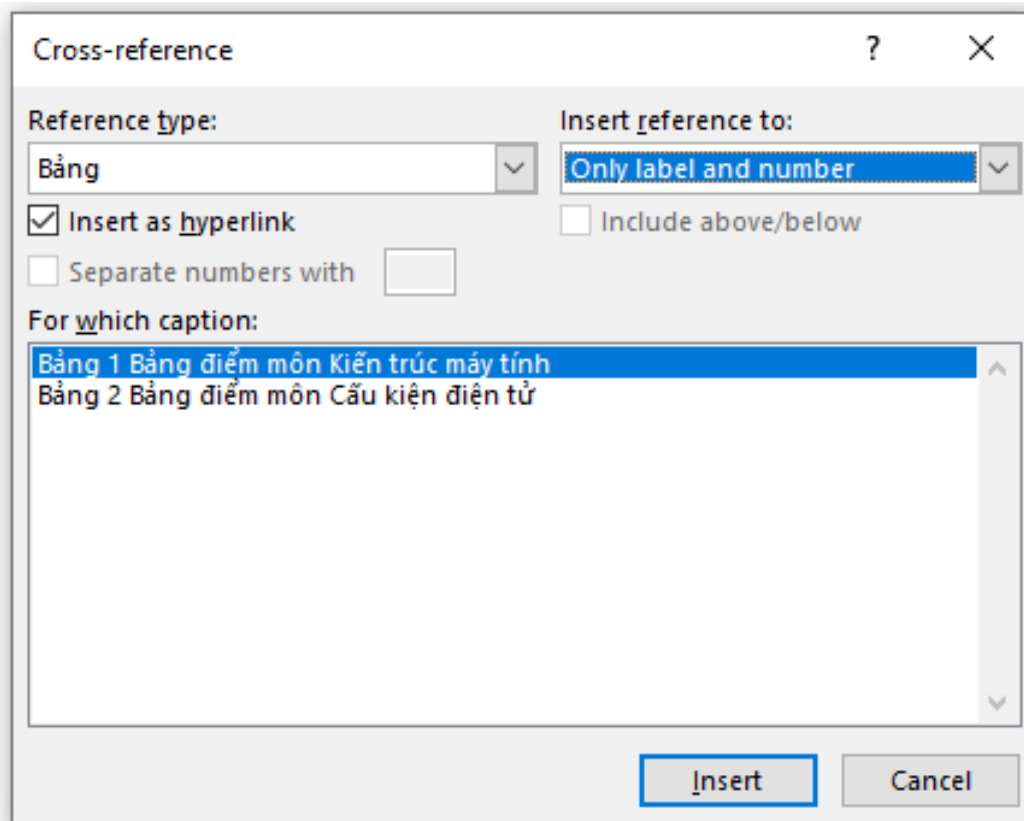 Cross-reference ?
Reference type: Insert reference to:
Bảng Only label and number
Insert as hyperlink Include above/below
Separate numbers with
For which caption:
Bảng 1 Bảng điểm môn Kiến trúc máy tính
Bảng 2 Bảng điểm môn Cấu kiện điện tử
Insert Cancel